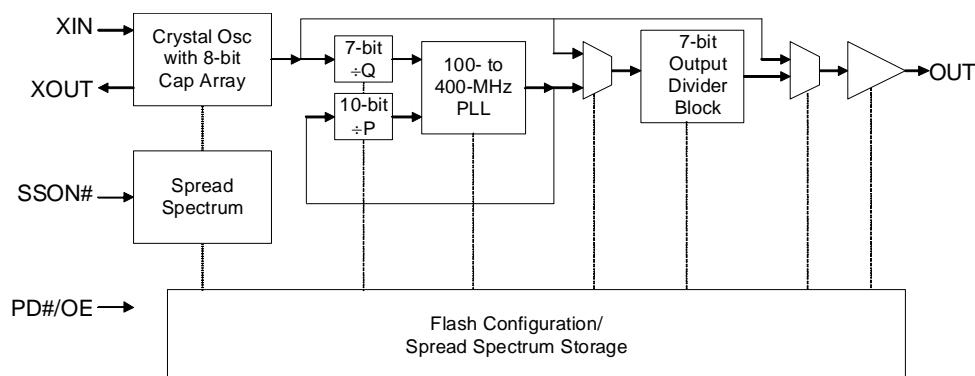 XIN
XOUT
Crystal Osc
with 8-bit
Cap Array
7-bit
÷Q
10-bit
÷P
100- to
400-MHz
PLL
7-bit
Output
Divider
Block
OUT
SSON#
Spread
Spectrum
PD#/OE
Flash Configuration/
Spread Spectrum Storage